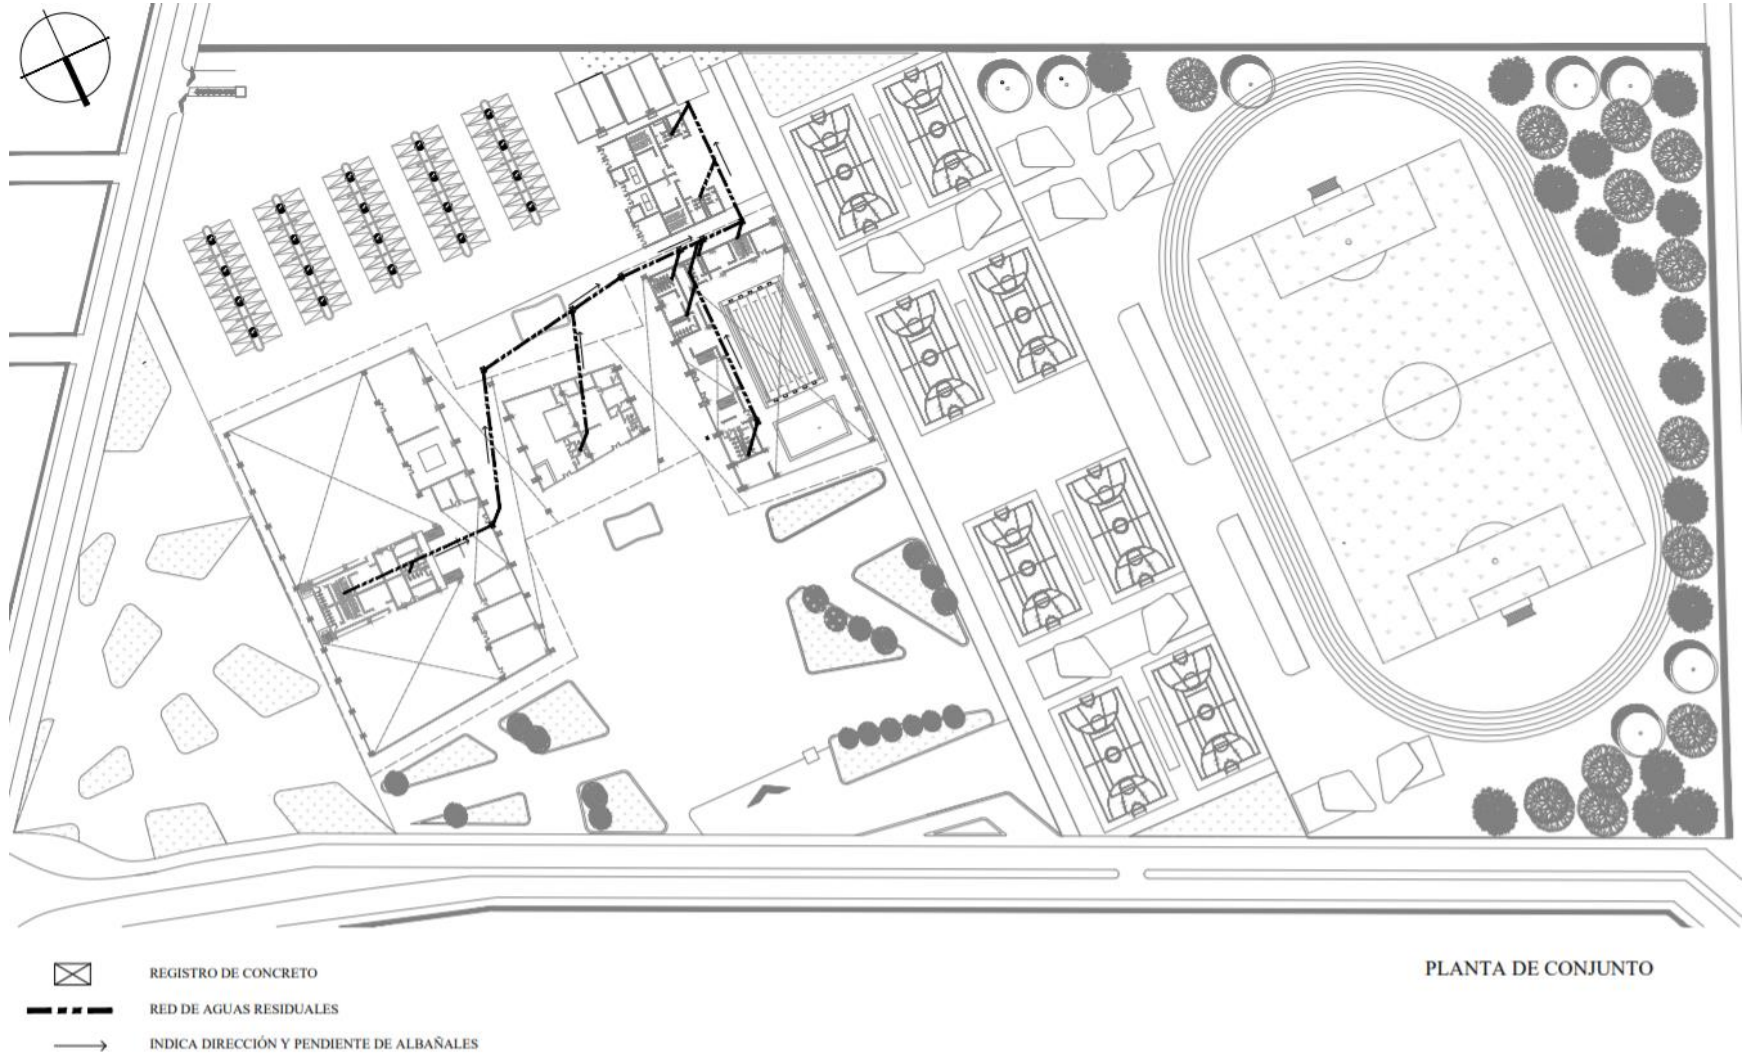 REGISTRO DE CONCRETO
PLANTA DE CONJUNTO
RED DE AGUAS RESIDUALES
INDICA DIRECCIÓN Y PENDIENTE DE ALBAÑALES